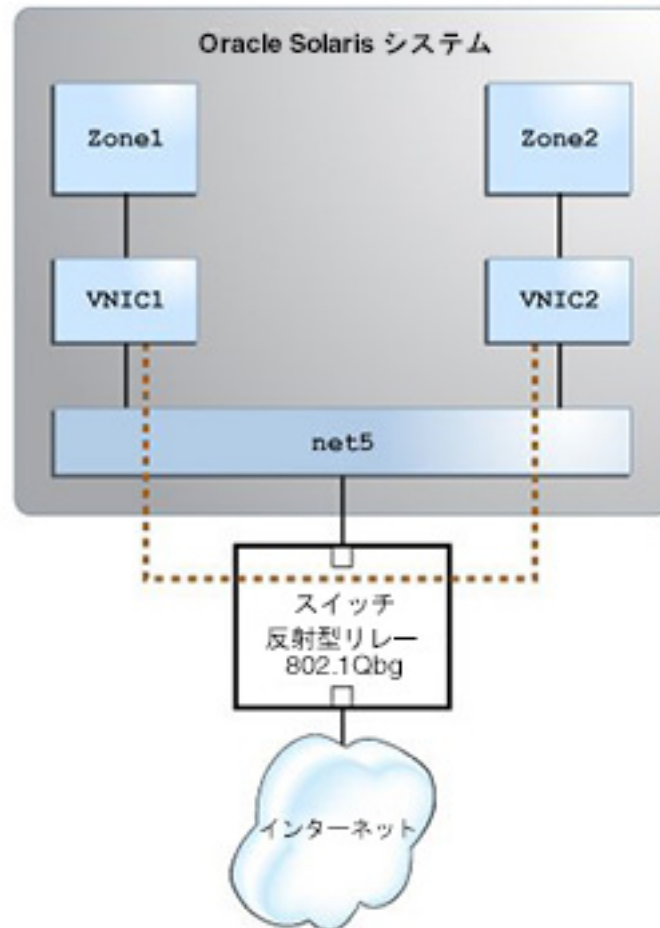 Oracle Solaris システム
Zone1
Zone2
VNIC1
VNIC2
net5
スイッチ
反射型リレー
802.1Qbg
インターネット